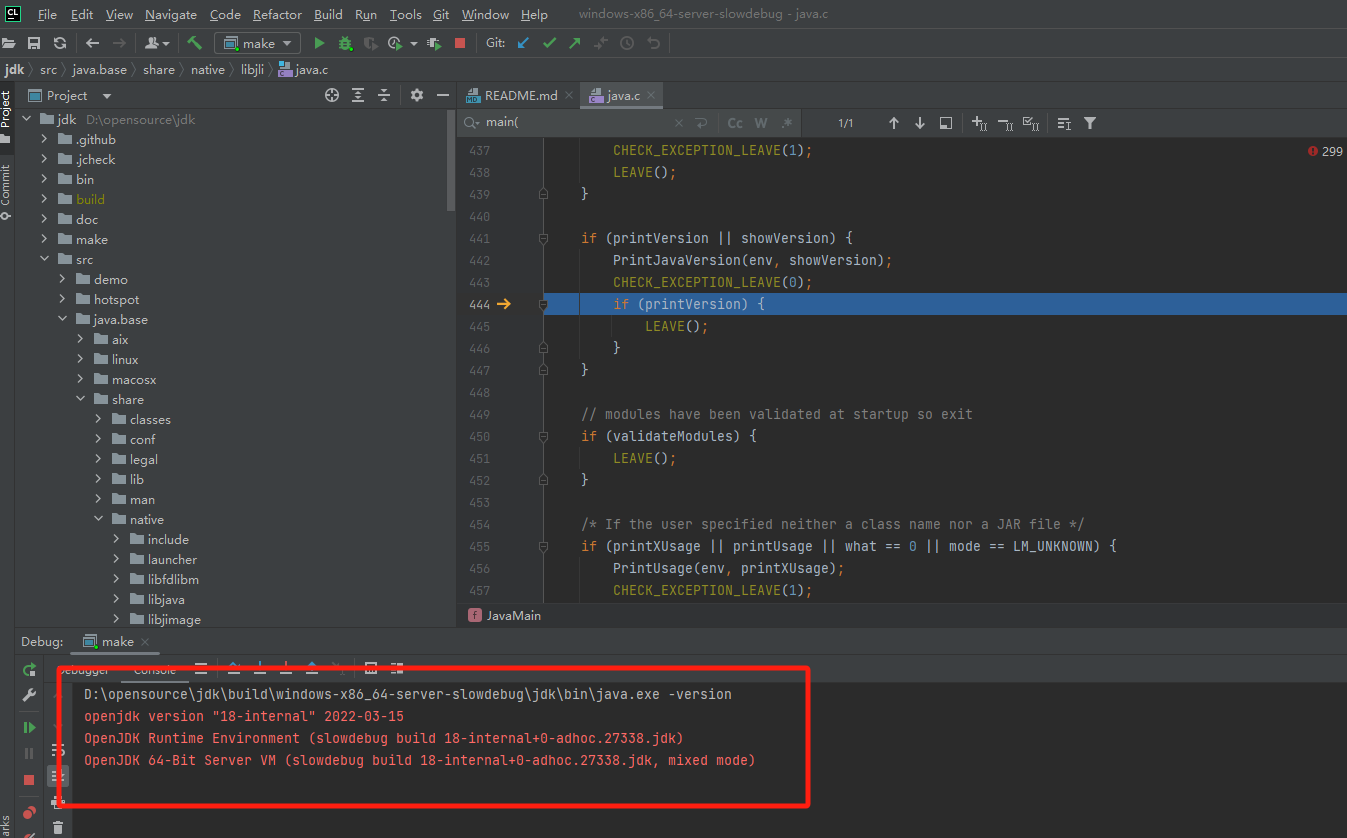 CL File Edit View Navigate Code Refactor Build Run Tools Git Window Help windows-x86_64-server-slowdebug - java.c
make Git:
jdk src java.base share native libjli java.c
Project
README.md java.c
main( Cc W .* 1/1
Project
Commit
jdk D:\opensource\jdk
.github
.jcheck
bin
build
doc
make
src
demo
hotspot
java.base
aix
linux
macosx
share
classes
conf
legal
lib
man
native
include
launcher
libfdlibm
libjava
libjimage
299
437 CHECK_EXCEPTION_LEAVE(1);
438 LEAVE();
439 }
440
441 if (printVersion || showVersion) {
442 PrintJavaVersion(env, showVersion);
443 CHECK_EXCEPTION_LEAVE(0);
444 if (printVersion) {
445 LEAVE();
446 }
447 }
448
449 // modules have been validated at startup so exit
450 if (validateModules) {
451 LEAVE();
452 }
453
454 /* If the user specified neither a class name nor a JAR file */
455 if (printXUsage || printUsage || what == 0 || mode == LM_UNKNOWN) {
456 PrintUsage(env, printXUsage);
457 CHECK_EXCEPTION_LEAVE(1);
f JavaMain
Debug: make
Debugger Console
D:\opensource\jdk\build\windows-x86_64-server-slowdebug\jdk\bin\java.exe -version
openjdk version "18-internal" 2022-03-15
OpenJDK Runtime Environment (slowdebug build 18-internal+0-adhoc.27338.jdk)
OpenJDK 64-Bit Server VM (slowdebug build 18-internal+0-adhoc.27338.jdk, mixed mode)